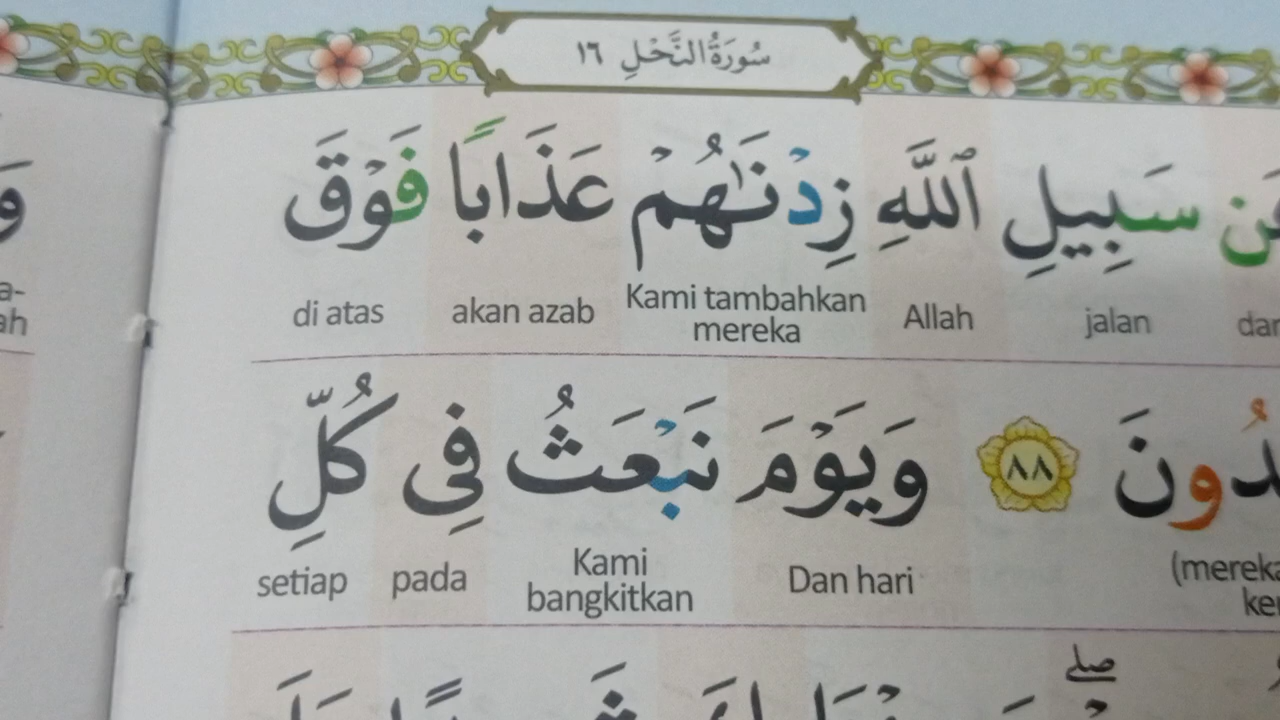 سُورَةُ النَّحْلِ ١٦
سَبِيلِ ٱللَّهِ زِدْنَٰهُمْ عَذَابًا فَوْقَ
jalan Allah Kami tambahkan mereka akan azab di atas
٨٨ وَيَوْمَ نَبْعَثُ فِى كُلِّ
Dan hari Kami bangkitkan pada setiap
صلى